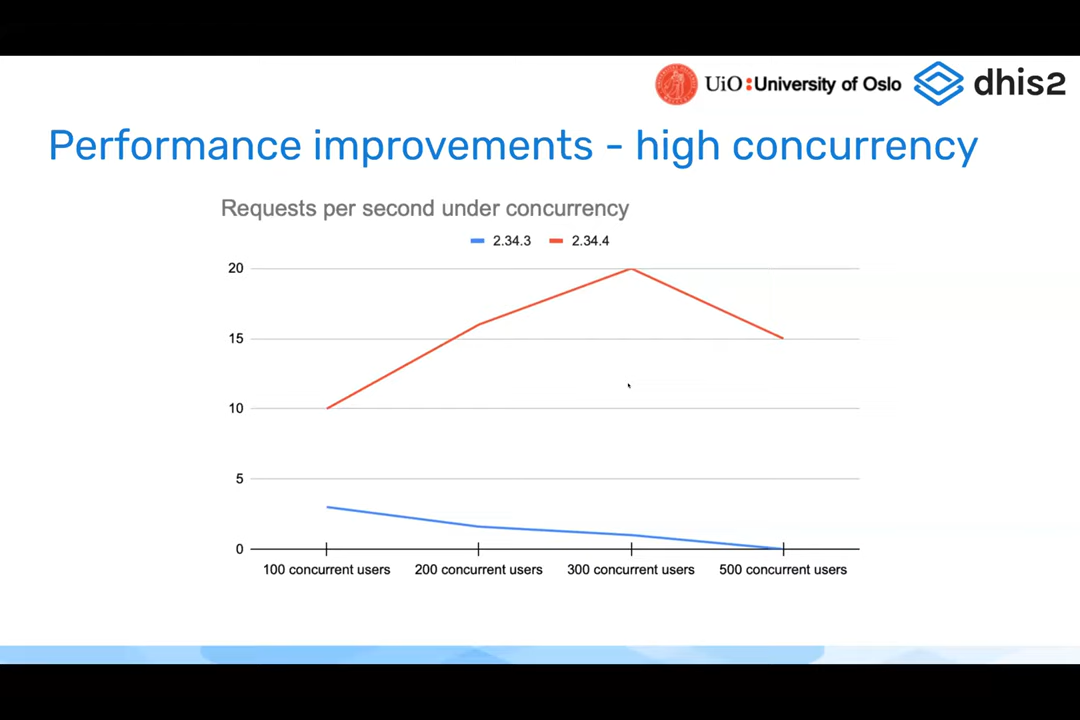 UiO:University of Oslo
dhis2
Performance improvements - high concurrency
Requests per second under concurrency
2.34.3 2.34.4
20
15
10
5
0
100 concurrent users 200 concurrent users 300 concurrent users 500 concurrent users